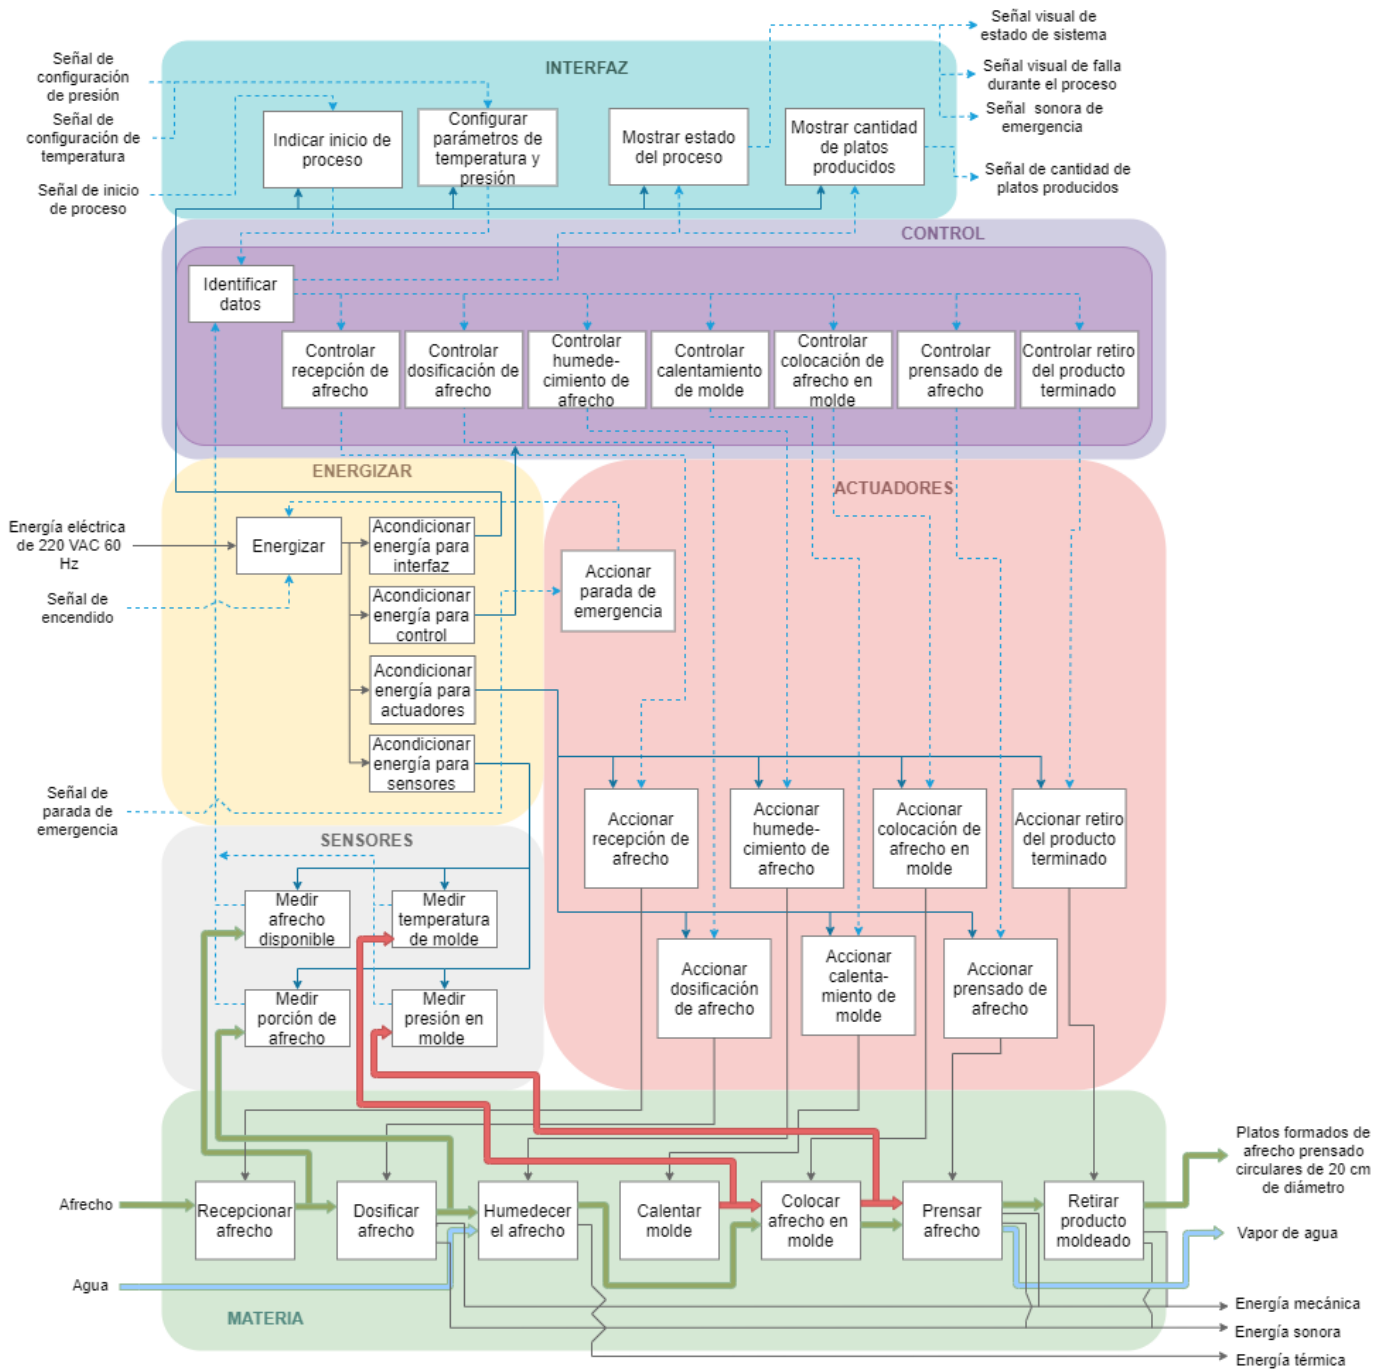 Señal visual de
estado de sistema
Señal de
configuración
de presión
INTERFAZ
Señal visual de falla
durante el proceso
Señal de
configuración de
temperatura
Indicar inicio de
proceso
Configurar
parámetros de
temperatura y
presión
Mostrar estado
del proceso
Mostrar cantidad
de platos
producidos
Señal sonora de
emergencia
Señal de inicio
de proceso
Señal de cantidad de
platos producidos
CONTROL
Identificar
datos
Controlar
recepción de
afrecho
Controlar
dosificación de
afrecho
Controlar
humede-
cimiento de
afrecho
Controlar
calentamiento
de molde
Controlar
colocación de
afrecho en
molde
Controlar
prensado de
afrecho
Controlar retiro
del producto
terminado
ENERGIZAR
ACTUADORES
Energía eléctrica
de 220 VAC 60
Hz
Energizar
Acondicionar
energía para
interfaz
Señal de
encendido
Acondicionar
energía para
control
Accionar
parada de
emergencia
Acondicionar
energía para
actuadores
Acondicionar
energía para
sensores
Señal de
parada de
emergencia
Accionar
recepción de
afrecho
Accionar
humede-
cimiento de
afrecho
Accionar
colocación de
afrecho en
molde
Accionar retiro
del producto
terminado
SENSORES
Medir
afrecho
disponible
Medir
temperatura
de molde
Medir
porción de
afrecho
Medir
presión en
molde
Accionar
dosificación
de afrecho
Accionar
calenta-
miento de
molde
Accionar
prensado de
afrecho
Afrecho
Recepcionar
afrecho
Dosificar
afrecho
Humedecer
el afrecho
Calentar
molde
Colocar
afrecho en
molde
Prensar
afrecho
Retirar
producto
moldeado
Platos formados de
afrecho prensado
circulares de 20 cm
de diámetro
Vapor de agua
Agua
MATERIA
Energía mecánica
Energía sonora
Energía térmica